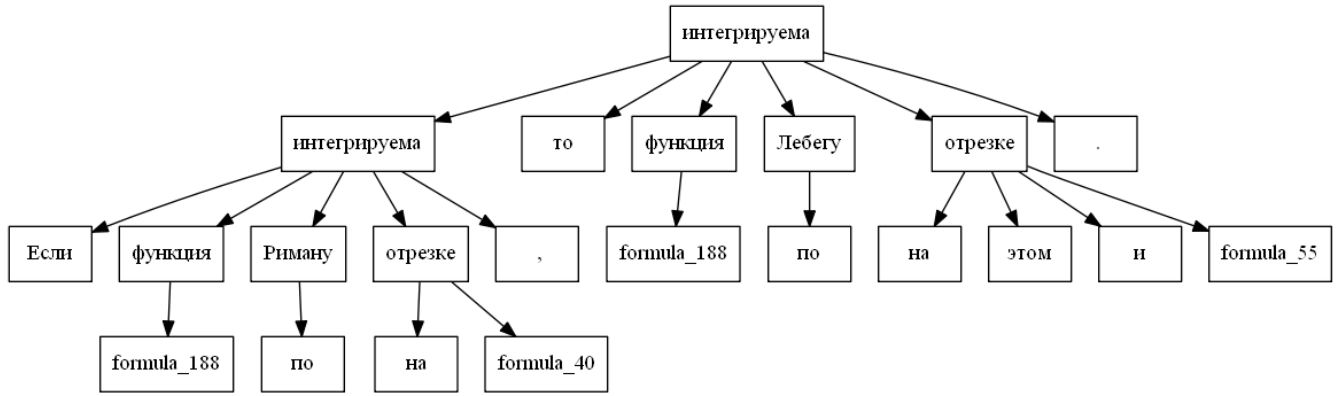 интегрируема
интегрируема то функция Лебегу отрезке .
Если функция Риману отрезке , formula_188 по на этом и formula_55
formula_188 по на formula_40